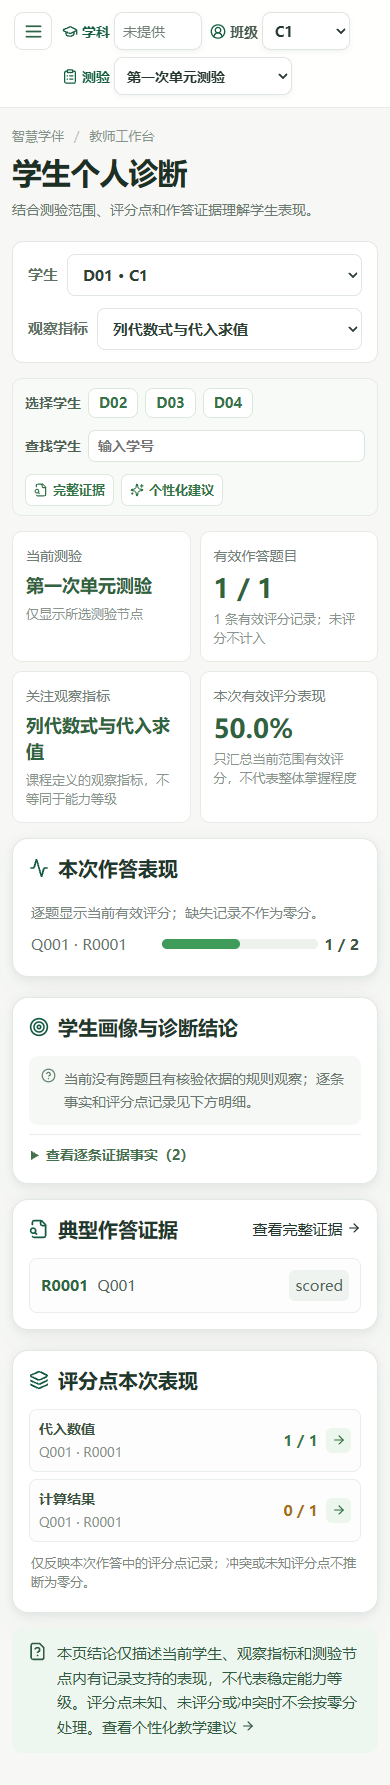 学科 未提供 班级 C1
测验 第一次单元测验
智慧学伴 / 教师工作台
学生个人诊断
结合测验范围、评分点和作答证据理解学生表现。
学生 D01・C1
观察指标 列代数式与代入求值
选择学生 D02 D03 D04
查找学生 输入学号
完整证据 个性化建议
当前测验
第一次单元测验
仅显示所选测验节点
有效作答题目
1 / 1
1 条有效评分记录；未评
分不计入
关注观察指标
列代数式与代入求
值
课程定义的观察指标，不
等同于能力等级
本次有效评分表现
50.0%
只汇总当前范围有效评
分，不代表整体掌握程度
本次作答表现
逐题显示当前有效评分；缺失记录不作为零分。
Q001 · R0001 1 / 2
学生画像与诊断结论
当前没有跨题且有核验依据的规则观察；逐条
事实和评分点记录见下方明细。
查看逐条证据事实（2）
典型作答证据 查看完整证据
R0001 Q001 scored
评分点本次表现
代入数值
Q001 · R0001
1 / 1
计算结果
Q001 · R0001
0 / 1
仅反映本次作答中的评分点记录；冲突或未知评分点不推
断为零分。
本页结论仅描述当前学生、观察指标和测验节
点内有记录支持的表现，不代表稳定能力等
级。评分点未知、未评分或冲突时不会按零分
处理。查看个性化教学建议